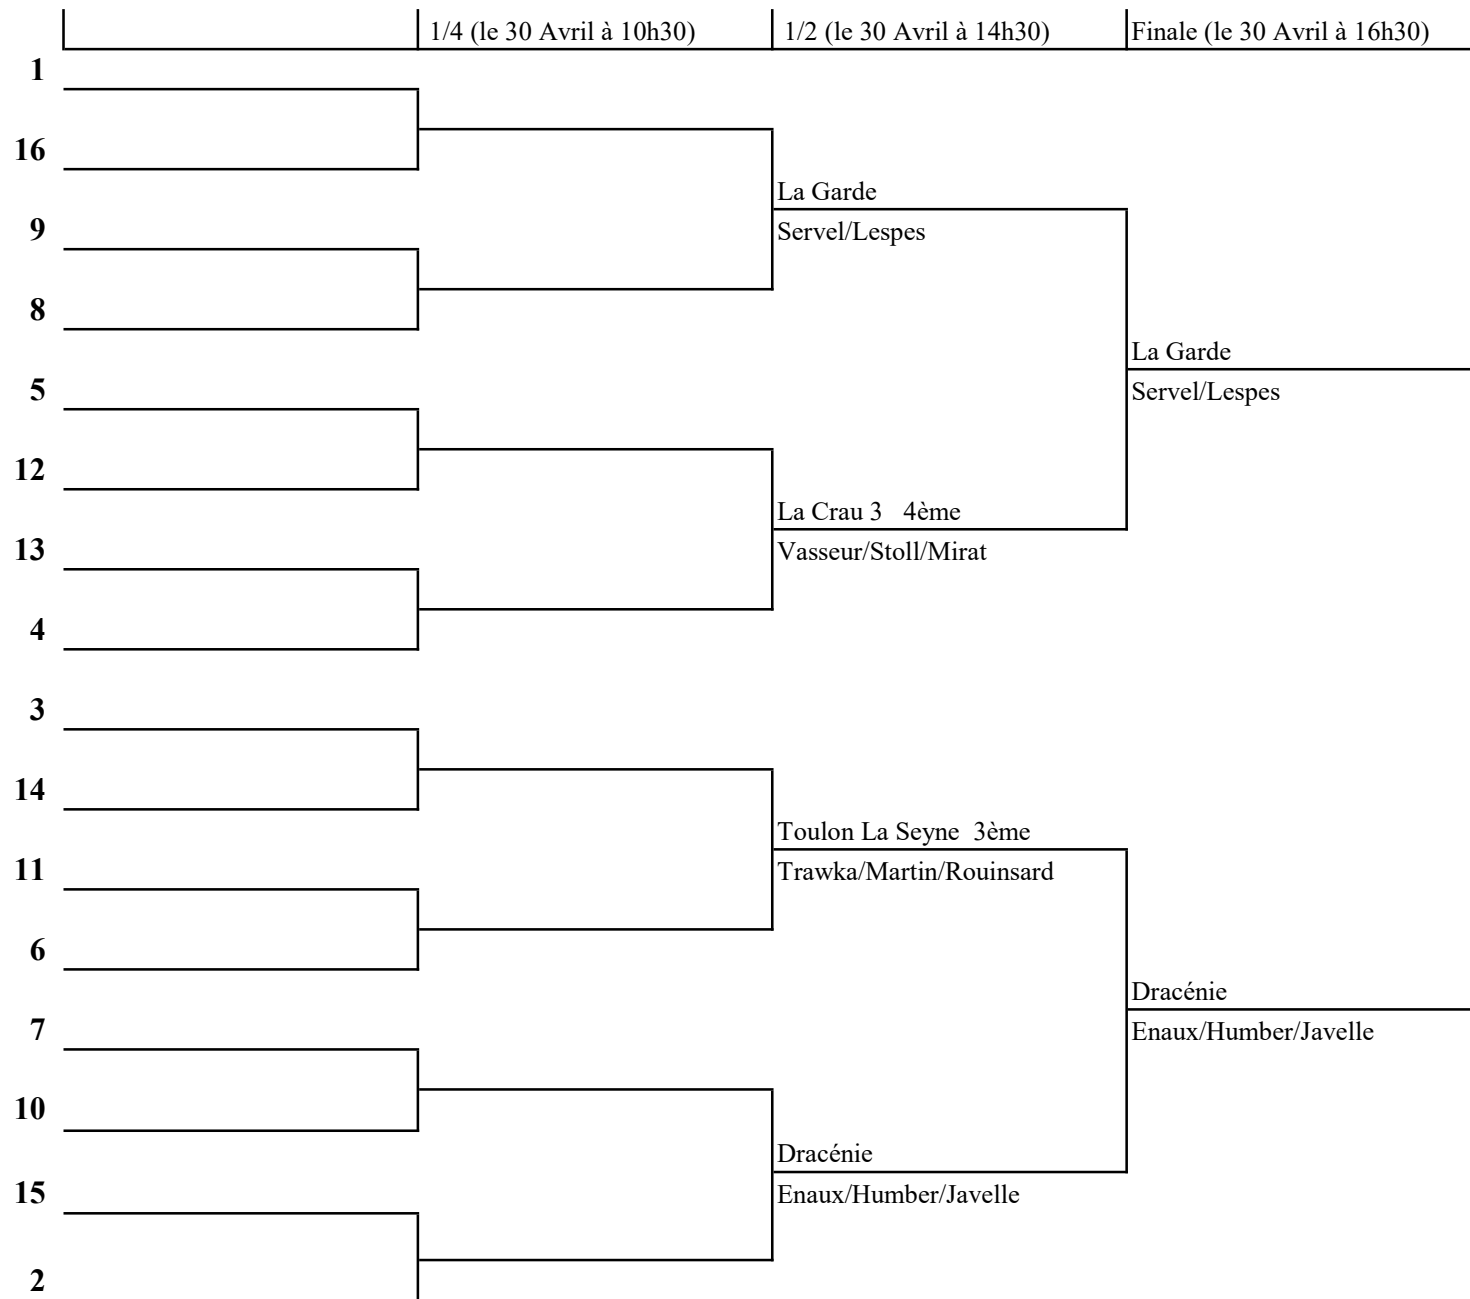 1/4 (le 30 Avril à 10h30)
1/2 (le 30 Avril à 14h30)
Finale (le 30 Avril à 16h30)
1
16
La Garde
9
Servel/Lespes
8
La Garde
5
Servel/Lespes
12
La Crau 3 4ème
13
Vasseur/Stoll/Mirat
4
3
14
Toulon La Seyne 3ème
11
Trawka/Martin/Rouinsard
6
Dracénie
7
Enaux/Humber/Javelle
10
Dracénie
15
Enaux/Humber/Javelle
2